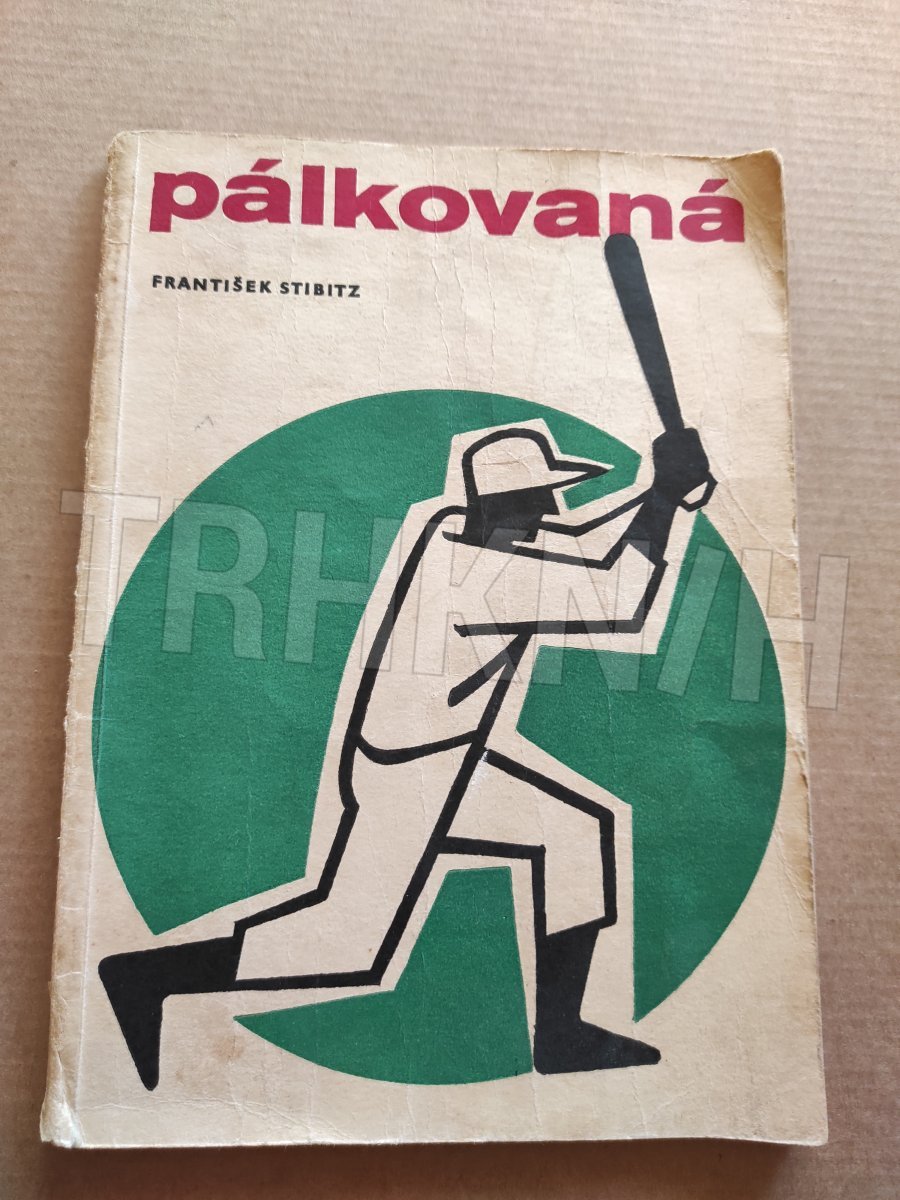 pálkovaná
FRANTIŠEK STIBITZ
TRHKNIH